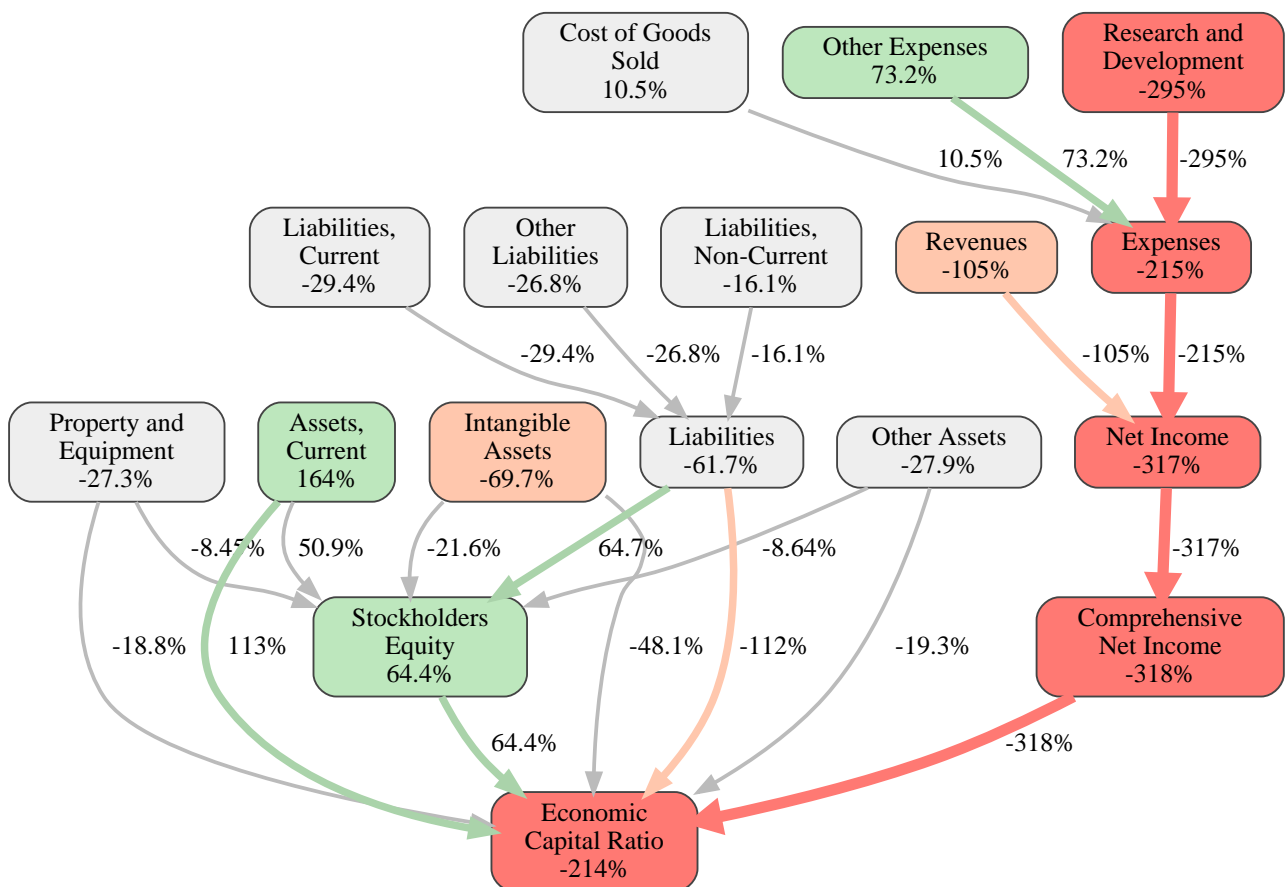 Cost of Goods
Sold
10.5%
Other Expenses
73.2%
Research and
Development
-295%
10.5%
73.2%
-295%
Liabilities,
Current
-29.4%
Other
Liabilities
-26.8%
Liabilities,
Non-Current
-16.1%
Revenues
-105%
Expenses
-215%
-29.4%
-26.8%
-16.1%
-105%
-215%
Property and
Equipment
-27.3%
Assets,
Current
164%
Intangible
Assets
-69.7%
Liabilities
-61.7%
Other Assets
-27.9%
Net Income
-317%
-8.45%
50.9%
-21.6%
64.7%
-8.64%
-317%
Stockholders
Equity
64.4%
Comprehensive
Net Income
-318%
-18.8%
113%
-48.1%
-112%
-19.3%
64.4%
-318%
Economic
Capital Ratio
-214%